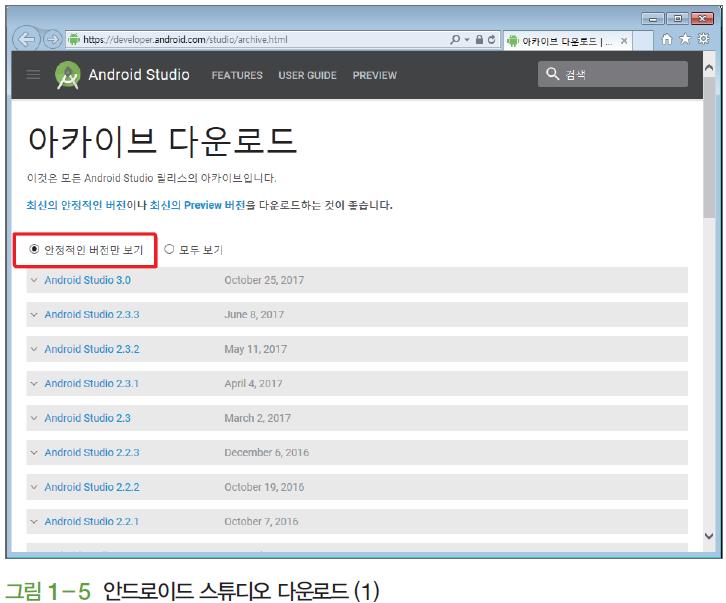 https://developer.android.com/studio/archive.html
아카이브 다운로드 | ...
Android Studio FEATURES USER GUIDE PREVIEW 검색
아카이브 다운로드
이것은 모든 Android Studio 릴리스의 아카이브입니다.
최신의 안정적인 버전이나 최신의 Preview 버전을 다운로드하는 것이 좋습니다.
안정적인 버전만 보기 모두 보기
Android Studio 3.0 October 25, 2017
Android Studio 2.3.3 June 8, 2017
Android Studio 2.3.2 May 11, 2017
Android Studio 2.3.1 April 4, 2017
Android Studio 2.3 March 2, 2017
Android Studio 2.2.3 December 6, 2016
Android Studio 2.2.2 October 19, 2016
Android Studio 2.2.1 October 7, 2016
그림 1-5 안드로이드 스튜디오 다운로드 (1)